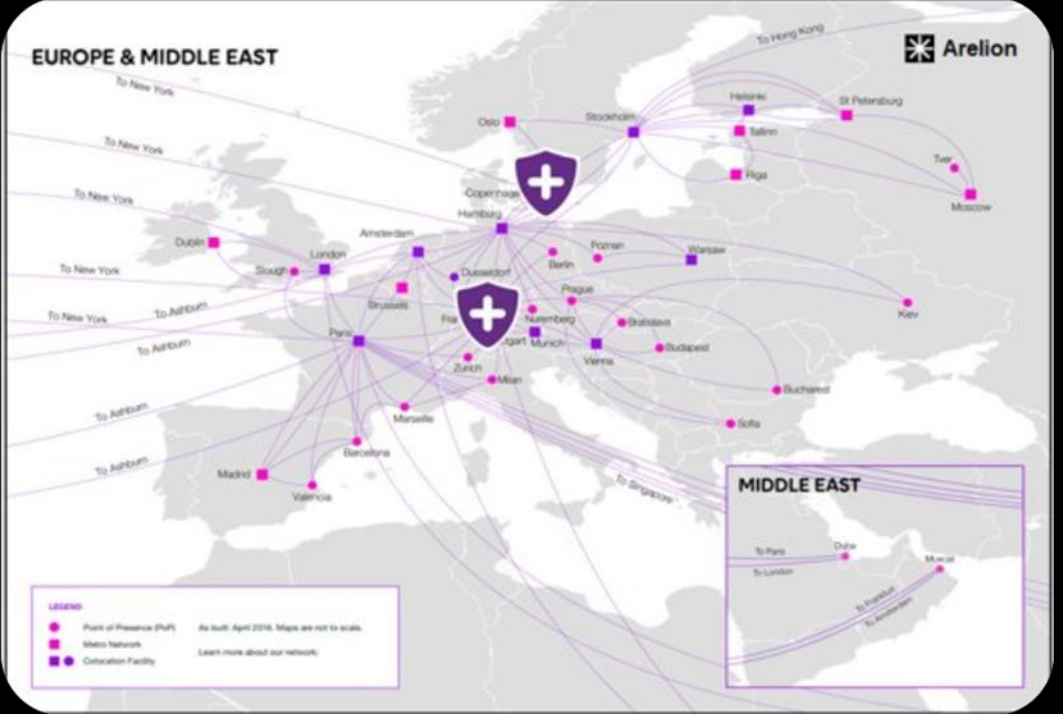 EUROPE & MIDDLE EAST
Arelion
To Hong Kong
To New York
To New York
To New York
To New York
To New York
To Ashburn
To Ashburn
To Ashburn
To Ashburn
Oslo
Stockholm
Helsinki
St Petersburg
Tallinn
Riga
Tver
Moscow
Copenhage
Hamburg
Dublin
Slough
London
Amsterdam
Dusseldorf
Brussels
Berlin
Poznan
Warsaw
Prague
Kiev
Fra
Nuremberg
Bratislava
Paris
tgart
Munich
Vienna
Budapest
Zurich
Milan
Bucharest
Marseille
Sofia
Barcelona
Madrid
Valencia
To Singapore
MIDDLE EAST
Doha
Muscat
To Paris
To London
To Frankfurt
To Amsterdam
LEGEND
Point of Presence (PoP)
Metro Network
Colocation Facility
As built: April 2016. Maps are not to scale.
Learn more about our network: